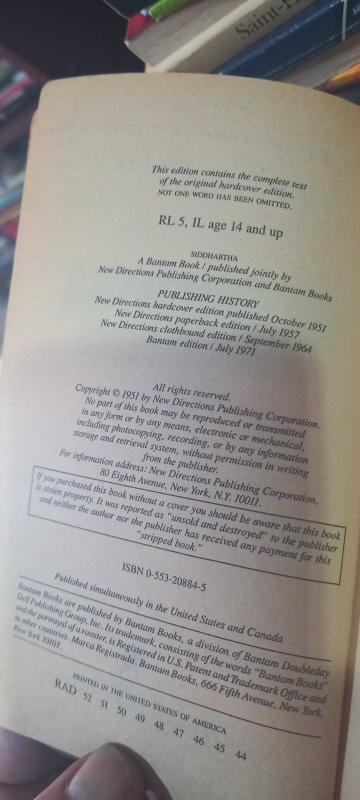 Saint-
This edition contains the complete text
of the original hardcover edition.
NOT ONE WORD HAS BEEN OMITTED.
RL 5, IL age 14 and up
SIDDHARTHA
A Bantam Book / published jointly by
New Directions Publishing Corporation and Bantam Books
PUBLISHING HISTORY
New Directions hardcover edition published October 1951
New Directions paperback edition / July 1957
New Directions clothbound edition / September 1964
Bantam edition / July 1971
All rights reserved.
Copyright © 1951 by New Directions Publishing Corporation.
No part of this book may be reproduced or transmitted
in any form or by any means, electronic or mechanical,
including photocopying, recording, or by any information
storage and retrieval system, without permission in writing
from the publisher.
For information address: New Directions Publishing Corporation,
80 Eighth Avenue, New York, N.Y. 10011.
If you purchased this book without a cover you should be aware that this book
is stolen property. It was reported as "unsold and destroyed" to the publisher
and neither the author nor the publisher has received any payment for this
"stripped book."
ISBN 0-553-20884-5
Published simultaneously in the United States and Canada
Bantam Books are published by Bantam Books, a division of Bantam Doubleday
Dell Publishing Group, Inc. Its trademark, consisting of the words "Bantam Books"
and the portrayal of a rooster, is Registered in U.S. Patent and Trademark Office and
in other countries. Marca Registrada. Bantam Books, 666 Fifth Avenue, New York,
New York 10103.
PRINTED IN THE UNITED STATES OF AMERICA
RAD 52 51 50 49 48 47 46 45 44